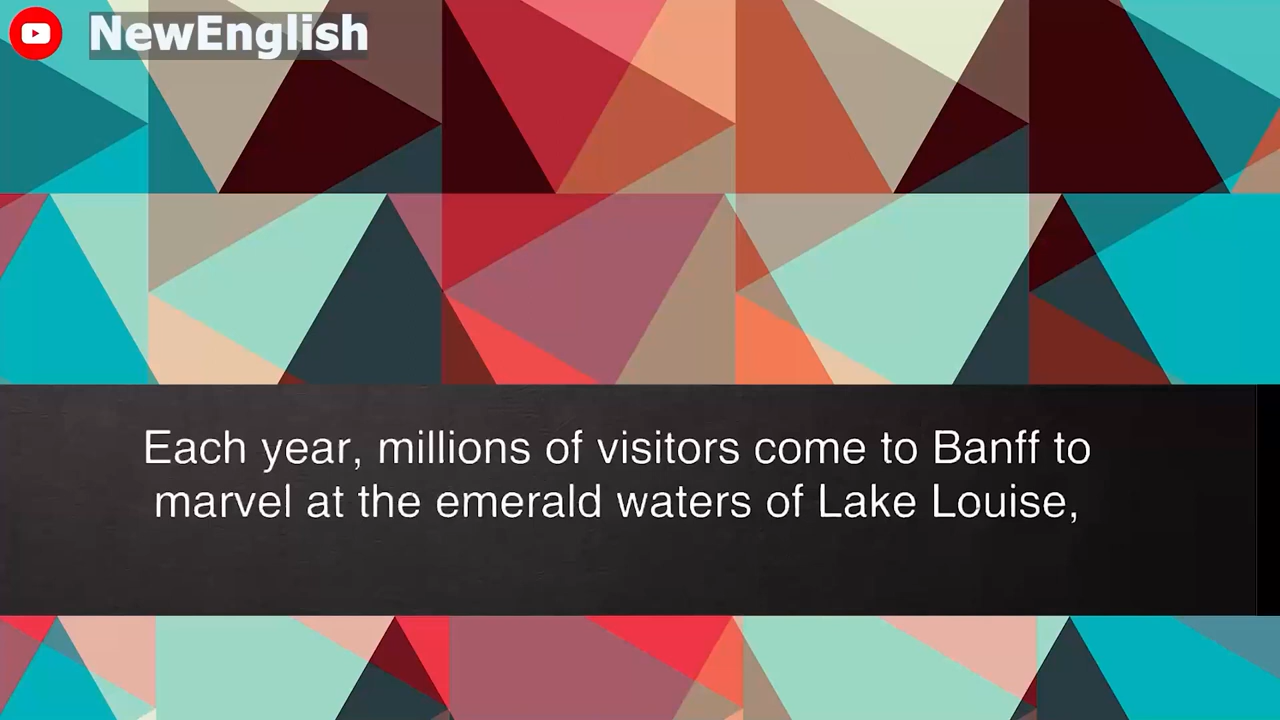 NewEnglish
Each year, millions of visitors come to Banff to
marvel at the emerald waters of Lake Louise,